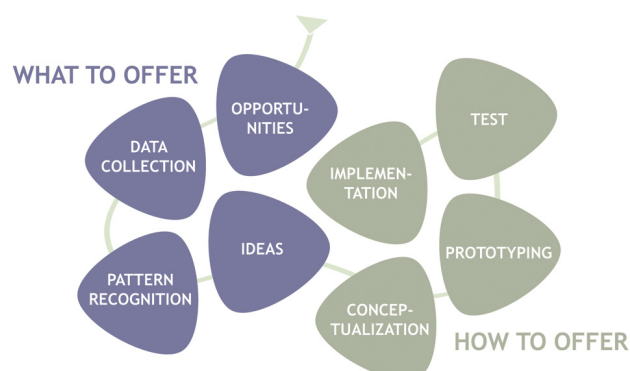 WHAT TO OFFER
OPPORTU-
NITIES
DATA
COLLECTION
PATTERN
RECOGNITION
IDEAS
CONCEP-
TUALIZATION
PROTOTYPING
TEST
IMPLEMEN-
TATION
HOW TO OFFER